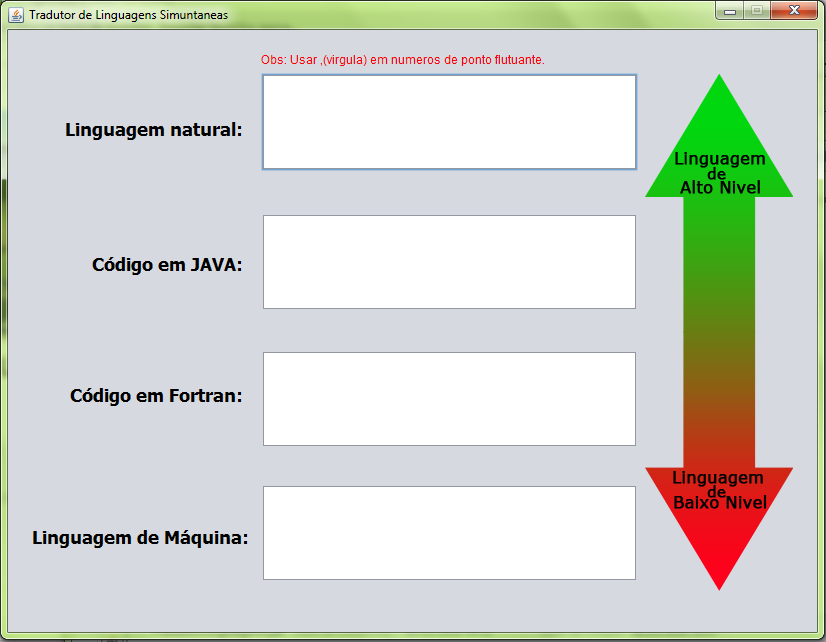 Tradutor de Linguagens Simuntaneas
Obs: Usar ,(virgula) em numeros de ponto flutuante.
Linguagem natural:
Linguagem
de
Alto Nivel
Código em JAVA:
Código em Fortran:
Linguagem
de
Baixo Nivel
Linguagem de Máquina: